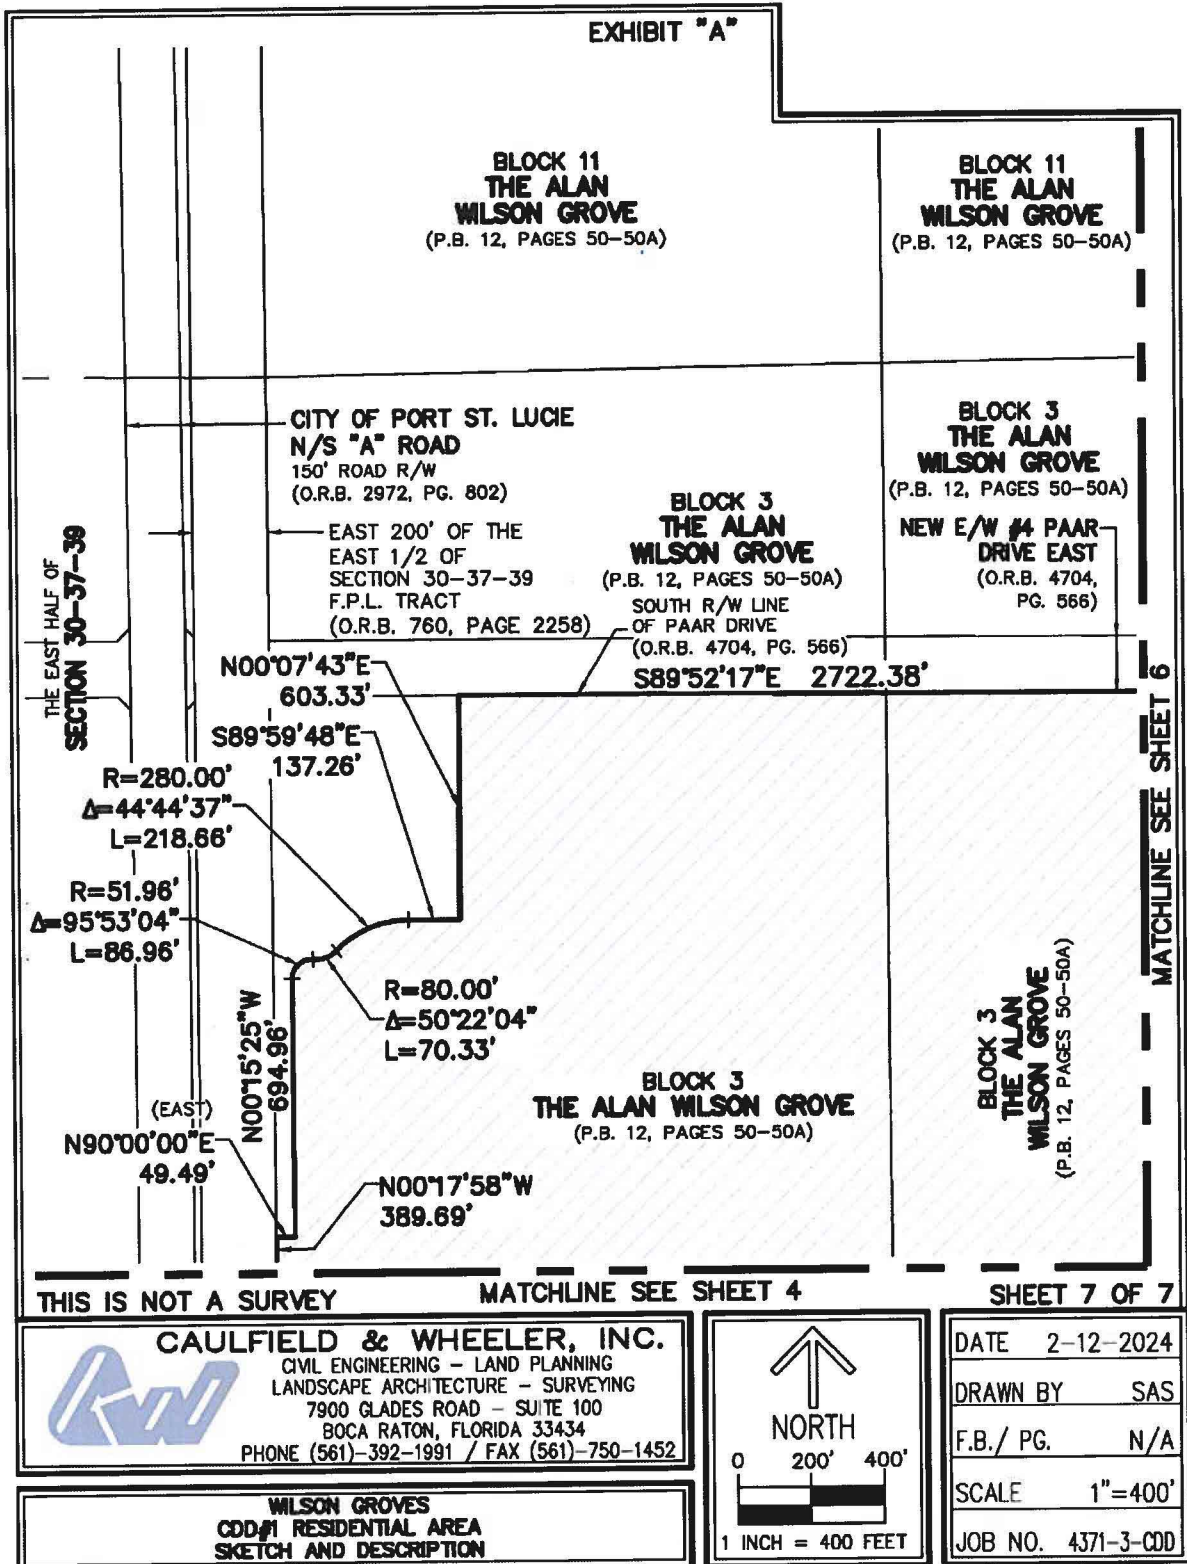 EXHIBIT "A"
BLOCK 11
THE ALAN
WILSON GROVE
(P.B. 12, PAGES 50-50A)
BLOCK 11
THE ALAN
WILSON GROVE
(P.B. 12, PAGES 50-50A)
CITY OF PORT ST. LUCIE
N/S "A" ROAD
150' ROAD R/W
(O.R.B. 2972, PG. 802)
EAST 200' OF THE
EAST 1/2 OF
SECTION 30-37-39
F.P.L. TRACT
(O.R.B. 760, PAGE 2258)
THE EAST HALF OF
SECTION 30-37-39
BLOCK 3
THE ALAN
WILSON GROVE
(P.B. 12, PAGES 50-50A)
SOUTH R/W LINE
OF PAAR DRIVE
(O.R.B. 4704, PG. 566)
BLOCK 3
THE ALAN
WILSON GROVE
(P.B. 12, PAGES 50-50A)
NEW E/W #4 PAAR
DRIVE EAST
(O.R.B. 4704,
PG. 566)
S89°52'17"E 2722.38'
N00°07'43"E
603.33'
S89°59'48"E
137.26'
R=280.00'
Δ=44°44'37"
L=218.66'
R=51.96'
Δ=95°53'04"
L=86.96'
R=80.00'
Δ=50°22'04"
L=70.33'
N00°15'25"W
694.96'
(EAST)
N90°00'00"E
49.49'
N00°17'58"W
389.69'
BLOCK 3
THE ALAN WILSON GROVE
(P.B. 12, PAGES 50-50A)
BLOCK 3
THE ALAN
WILSON GROVE
(P.B. 12, PAGES 50-50A)
MATCHLINE SEE SHEET 6
THIS IS NOT A SURVEY
MATCHLINE SEE SHEET 4
SHEET 7 OF 7
CAULFIELD & WHEELER, INC.
CIVIL ENGINEERING - LAND PLANNING
LANDSCAPE ARCHITECTURE - SURVEYING
7900 GLADES ROAD - SUITE 100
BOCA RATON, FLORIDA 33434
PHONE (561)-392-1991 / FAX (561)-750-1452
WILSON GROVES
CDD#1 RESIDENTIAL AREA
SKETCH AND DESCRIPTION
NORTH
0 200' 400'
1 INCH = 400 FEET
DATE 2-12-2024
DRAWN BY SAS
F.B./ PG. N/A
SCALE 1"=400'
JOB NO. 4371-3-CDD